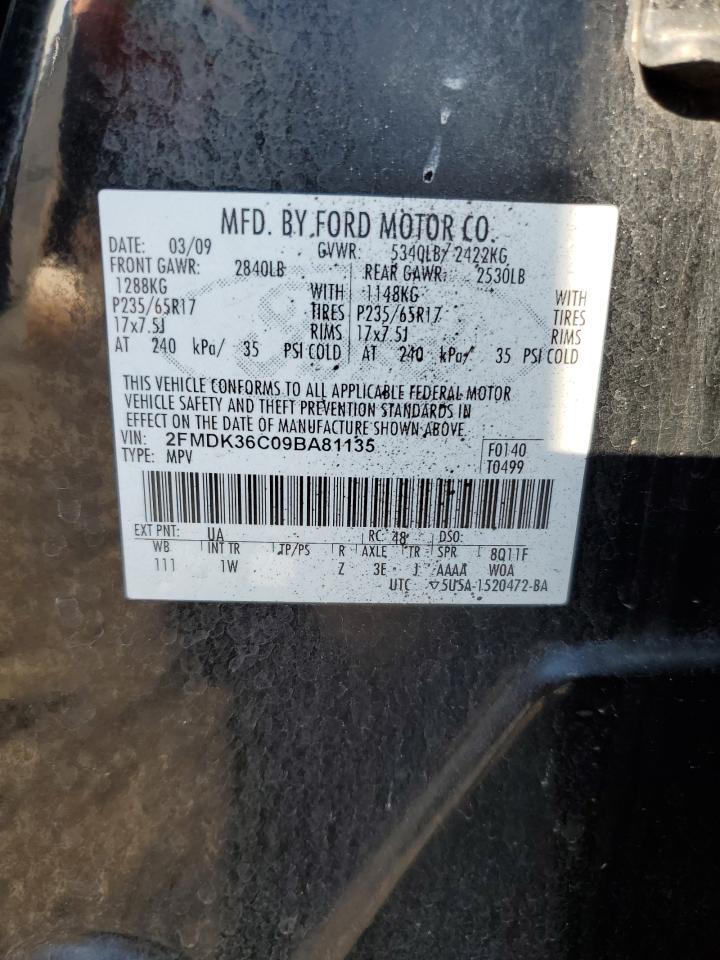 MFD. BY FORD MOTOR CO.
DATE: 03/09 GVWR: 5340LB/ 2422KG
FRONT GAWR: 2840LB REAR GAWR: 2530LB
1288KG WITH 1148KG WITH
P235/65R17 TIRES P235/65R17 TIRES
17x7.5J RIMS 17x7.5J RIMS
AT 240 kPa/ 35 PSI COLD AT 240 kPa/ 35 PSI COLD
THIS VEHICLE CONFORMS TO ALL APPLICABLE FEDERAL MOTOR
VEHICLE SAFETY AND THEFT PREVENTION STANDARDS IN
EFFECT ON THE DATE OF MANUFACTURE SHOWN ABOVE.
VIN: 2FMDK36C09BA81135 F0140
TYPE: MPV T0499
EXT PNT: UA RC: 48 DSO:
WB INT TR TP/PS R AXLE TR SPR 8Q11F
111 1W Z 3E J AAAA W0A
UTC ▽5U5A-1520472-BA